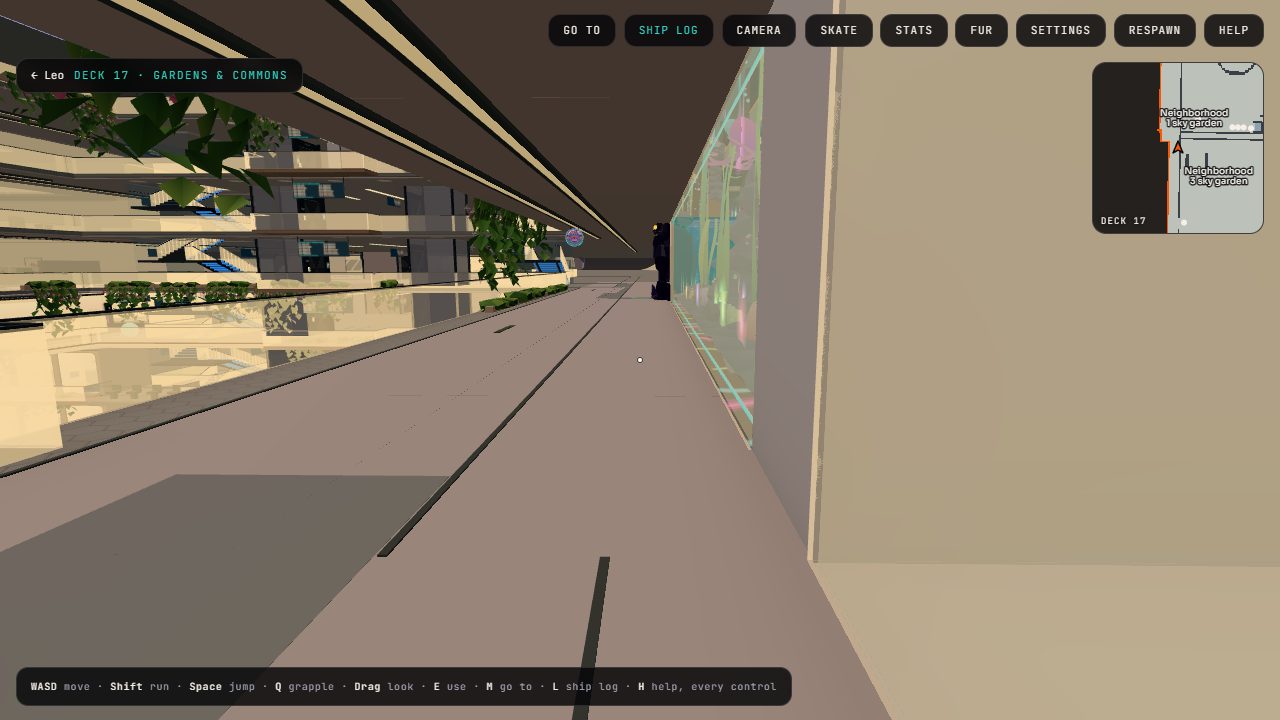 GO TO
SHIP LOG
CAMERA
SKATE
STATS
FUR
SETTINGS
RESPAWN
HELP
← Leo DECK 17 · GARDENS & COMMONS
Neighborhood
1 sky garden
Neighborhood
3 sky garden
DECK 17
WASD move · Shift run · Space jump · Q grapple · Drag look · E use · M go to · L ship log · H help, every control